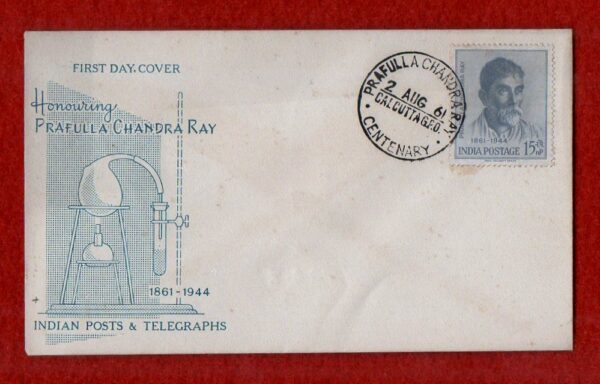 FIRST DAY COVER
Honouring
PRAFULLA CHANDRA RAY
1861-1944
INDIAN POSTS & TELEGRAPHS
PRAFULLA CHANDRA RAY
2 AUG 61
CALCUTTA G.P.O.
CENTENARY
1861-1944
INDIA POSTAGE 15 nP